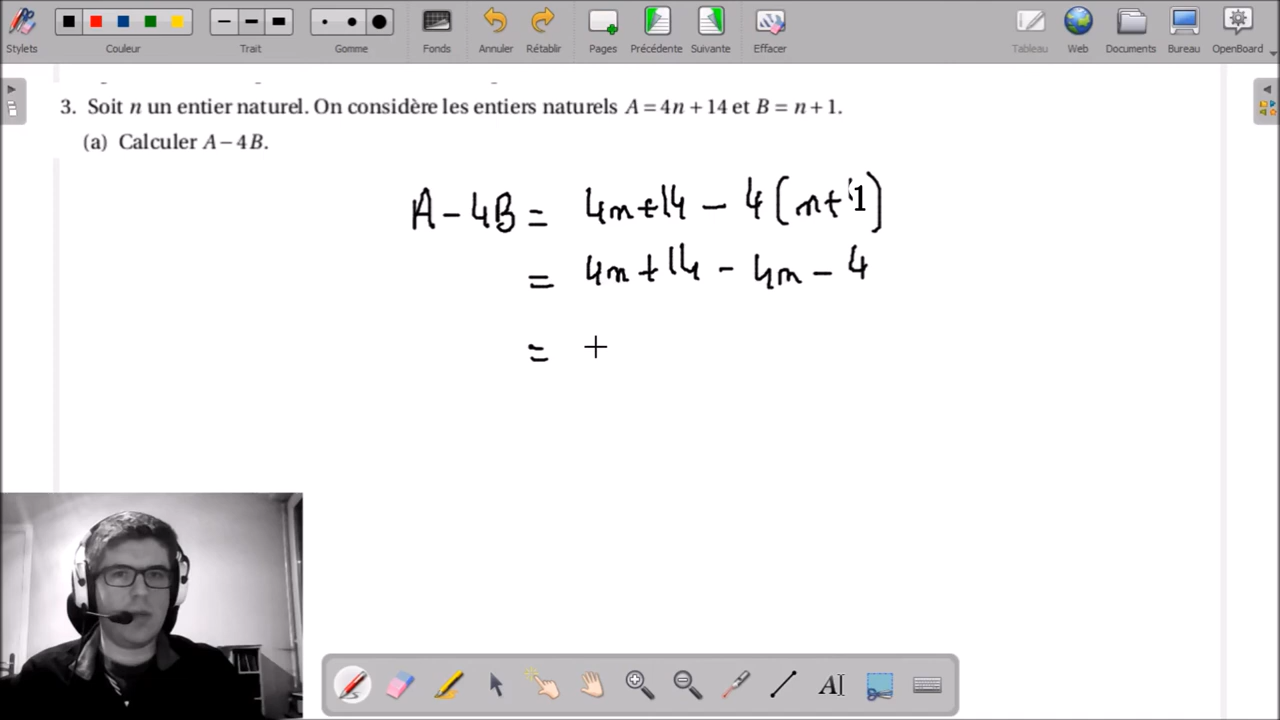 Stylets
Couleur
Trait
Gomme
Fonds
Annuler
Rétablir
Pages
Précédente
Suivante
Effacer
Tableau
Web
Documents
Bureau
OpenBoard
3. Soit n un entier naturel. On considère les entiers naturels A = 4n + 14 et B = n + 1.
(a) Calculer A − 4B.
A − 4B = 4n + 14 − 4(n + 1)
= 4n + 14 − 4n − 4
=
AI